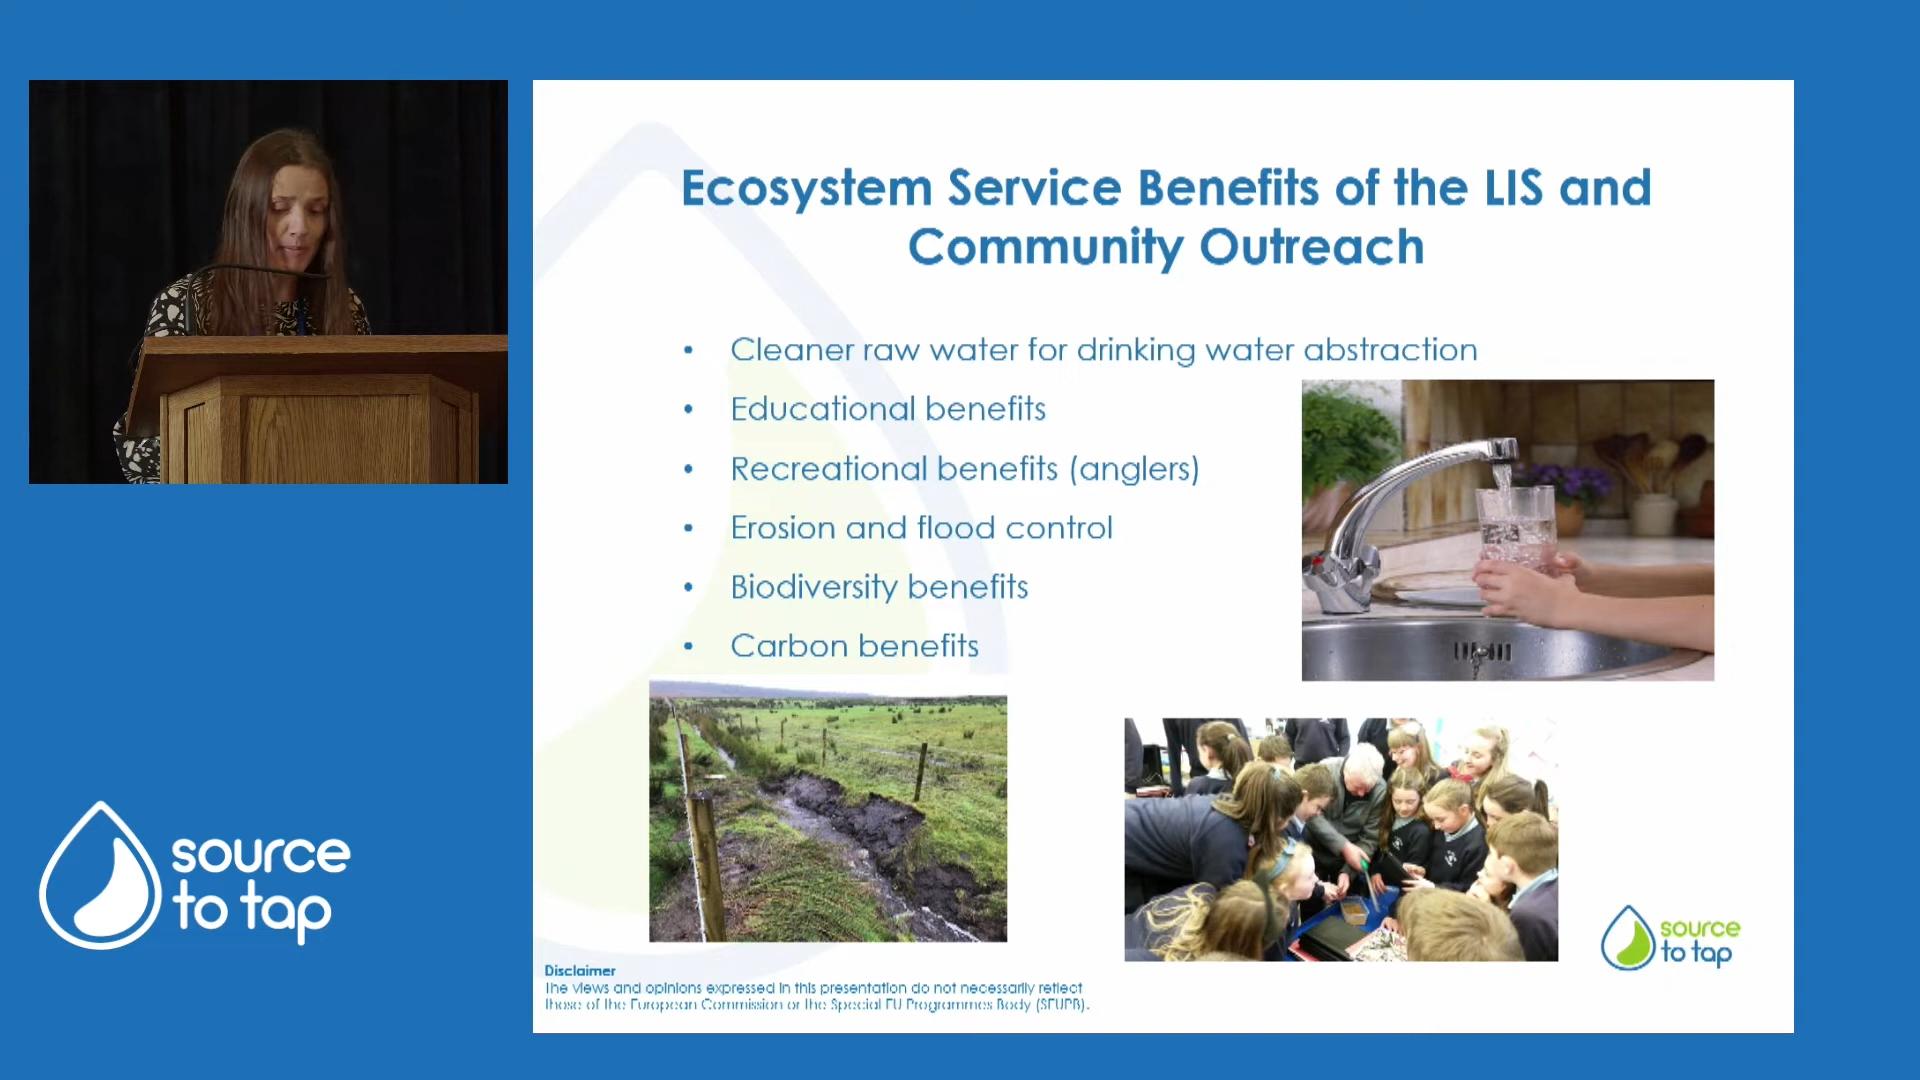 Ecosystem Service Benefits of the LIS and
Community Outreach
• Cleaner raw water for drinking water abstraction
• Educational benefits
• Recreational benefits (anglers)
• Erosion and flood control
• Biodiversity benefits
• Carbon benefits
source
to tap
source
to tap
Disclaimer
The views and opinions expressed in this presentation do not necessarily reflect
those of the European Commission or the Special EU Programmes Body (SEUPB).